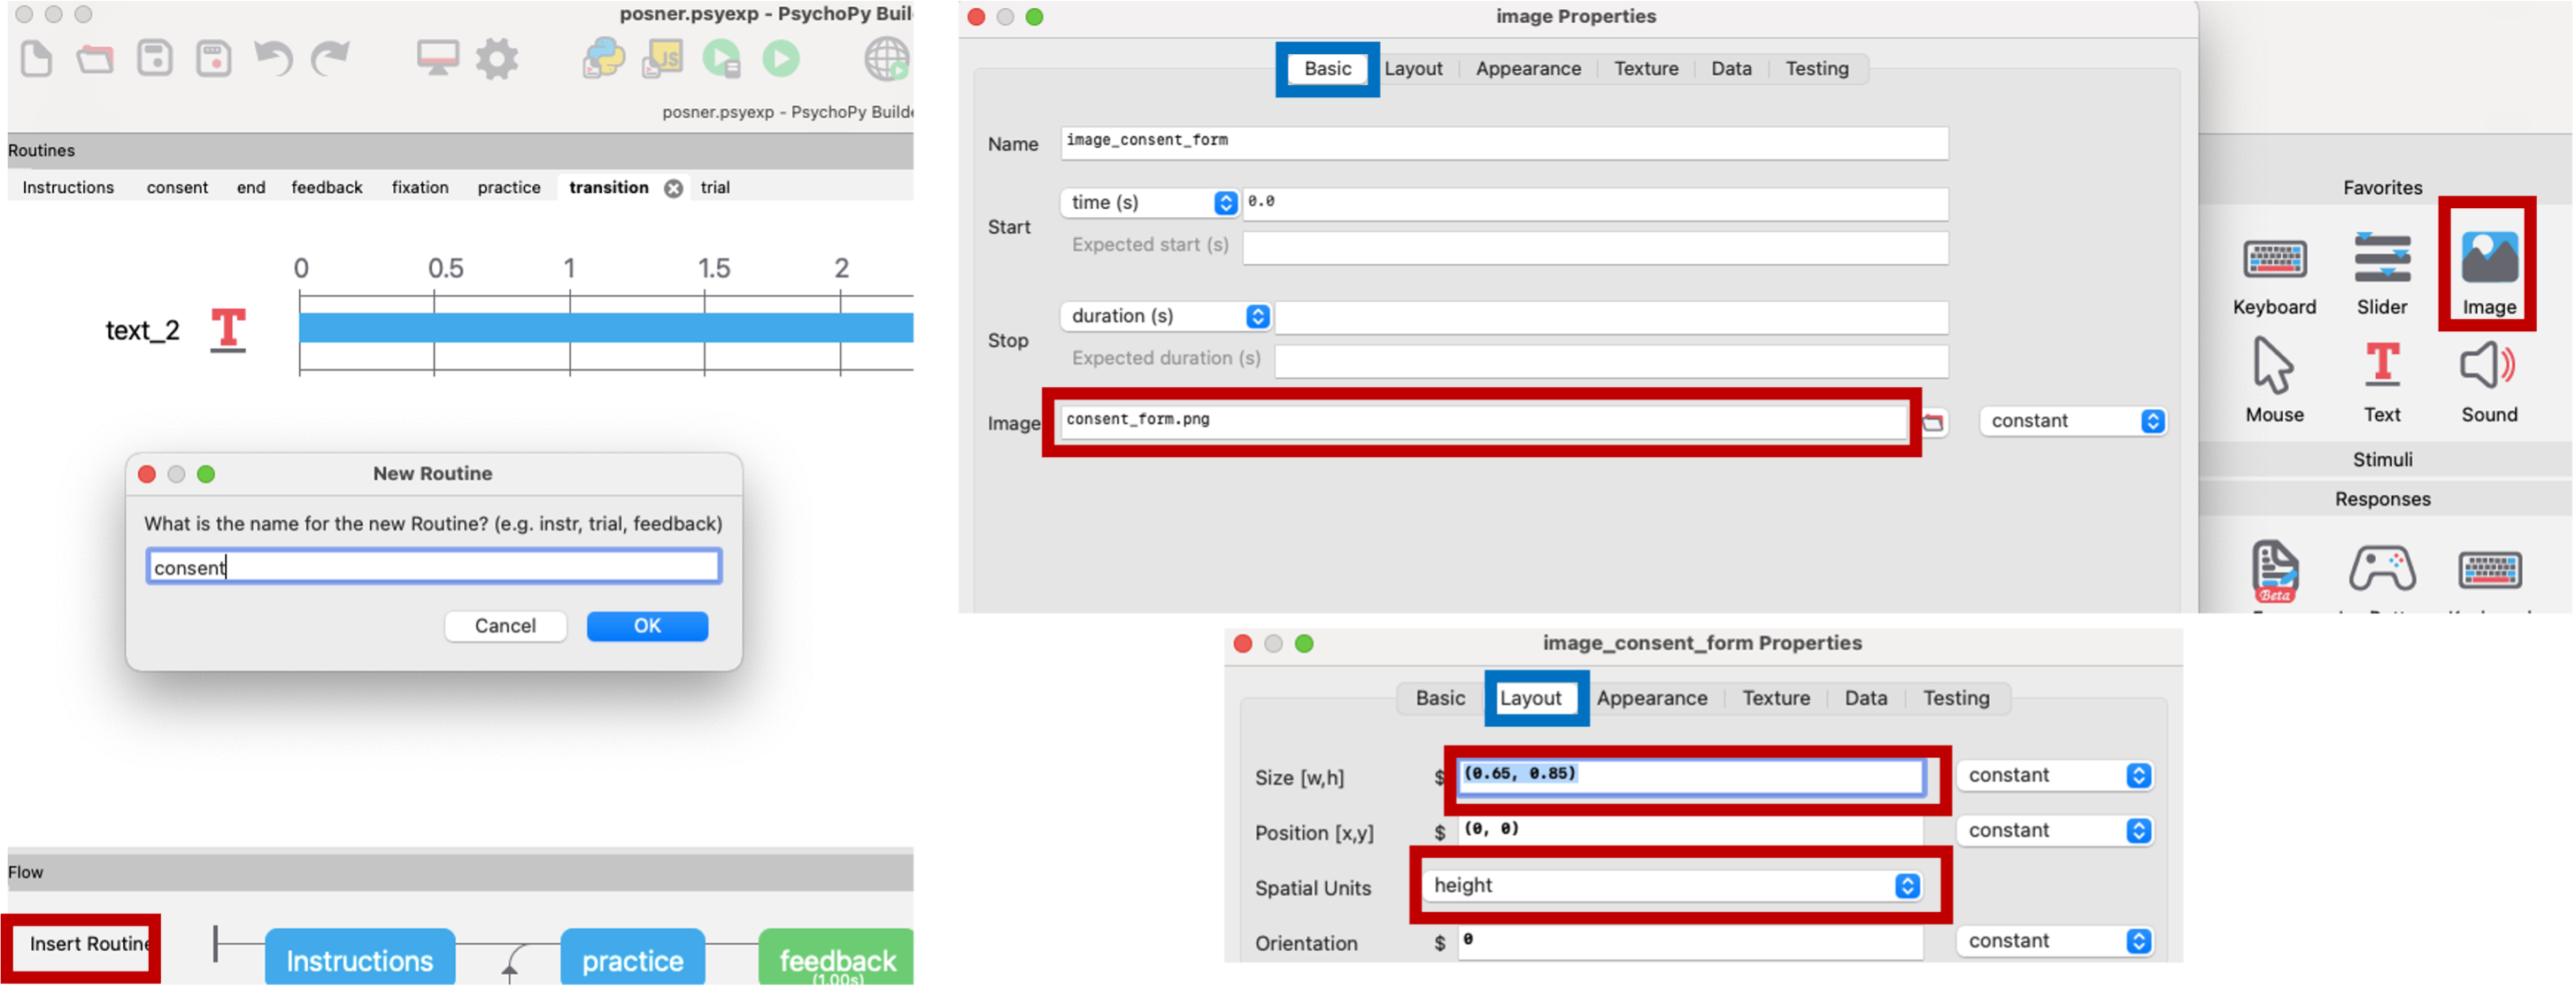 posner.psyexp - PsychoPy Buil
JS
posner.psyexp - PsychoPy Builde
Routines
Instructions consent end feedback fixation practice transition trial
0 0.5 1 1.5 2
text_2 T
New Routine
What is the name for the new Routine? (e.g. instr, trial, feedback)
consent
Cancel OK
Flow
Insert Routine
Instructions practice feedback
(1.00s)
image Properties
Basic Layout Appearance Texture Data Testing
Name image_consent_form
Start time (s) 0.0
Expected start (s)
Stop duration (s)
Expected duration (s)
Image consent_form.png constant
Favorites
Keyboard Slider Image
T
Mouse Text Sound
Stimuli
Responses
Beta
image_consent_form Properties
Basic Layout Appearance Texture Data Testing
Size [w,h] $ (0.65, 0.85) constant
Position [x,y] $ (0, 0) constant
Spatial Units height
Orientation $ 0 constant